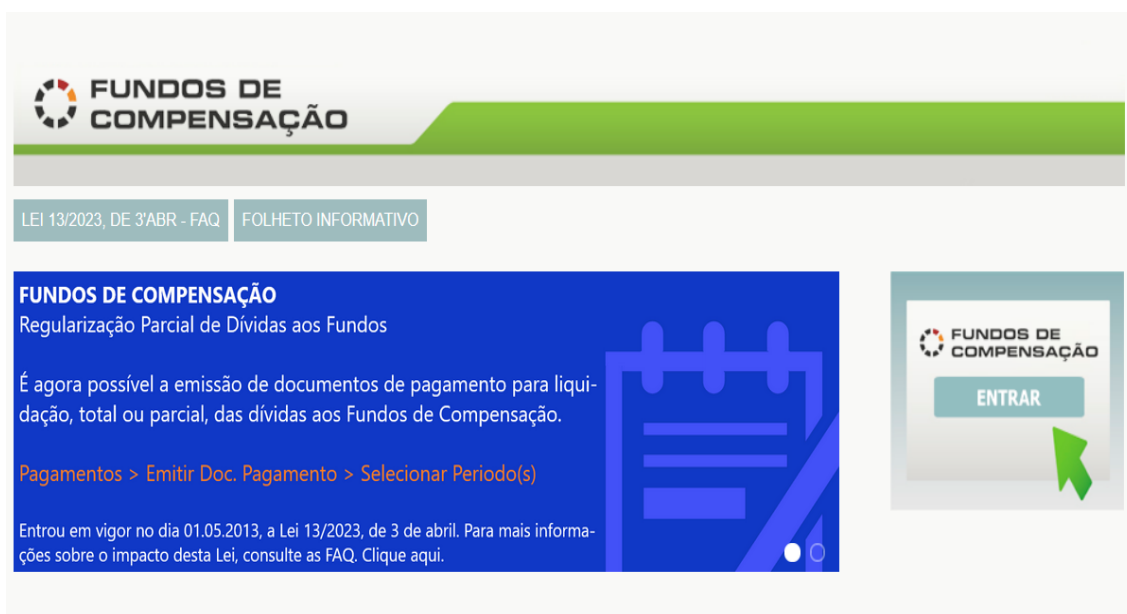 FUNDOS DE
COMPENSAÇÃO
LEI 13/2023, DE 3'ABR - FAQ
FOLHETO INFORMATIVO
FUNDOS DE COMPENSAÇÃO
Regularização Parcial de Dívidas aos Fundos
É agora possível a emissão de documentos de pagamento para liqui-
dação, total ou parcial, das dívidas aos Fundos de Compensação.
Pagamentos > Emitir Doc. Pagamento > Selecionar Periodo(s)
Entrou em vigor no dia 01.05.2013, a Lei 13/2023, de 3 de abril. Para mais informa-
ções sobre o impacto desta Lei, consulte as FAQ. Clique aqui.
FUNDOS DE
COMPENSAÇÃO
ENTRAR